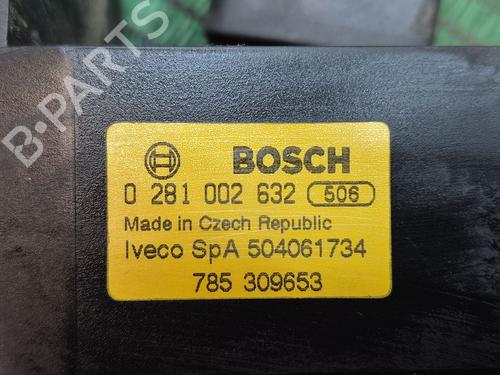 B-PARTS
BOSCH
0 281 002 632 506
Made in Czech Republic
Iveco SpA 504061734
785 309653